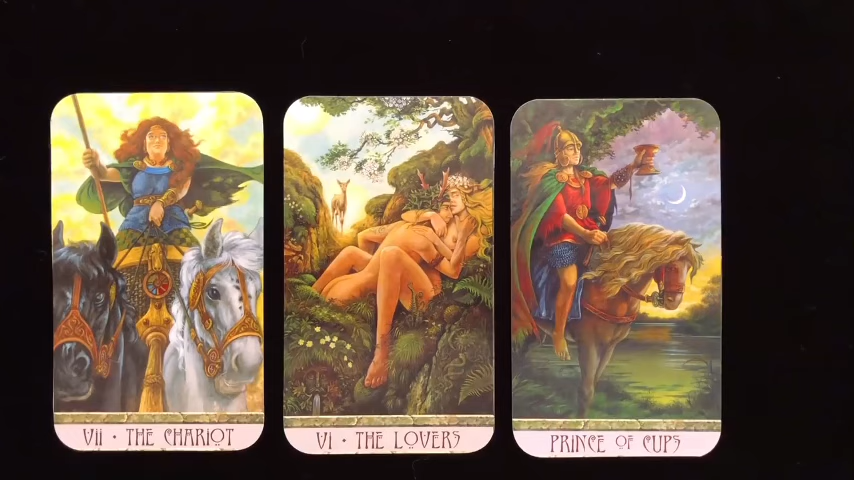 VII · THE CHARIOT
VI · THE LOVERS
PRINCE OF CUPS